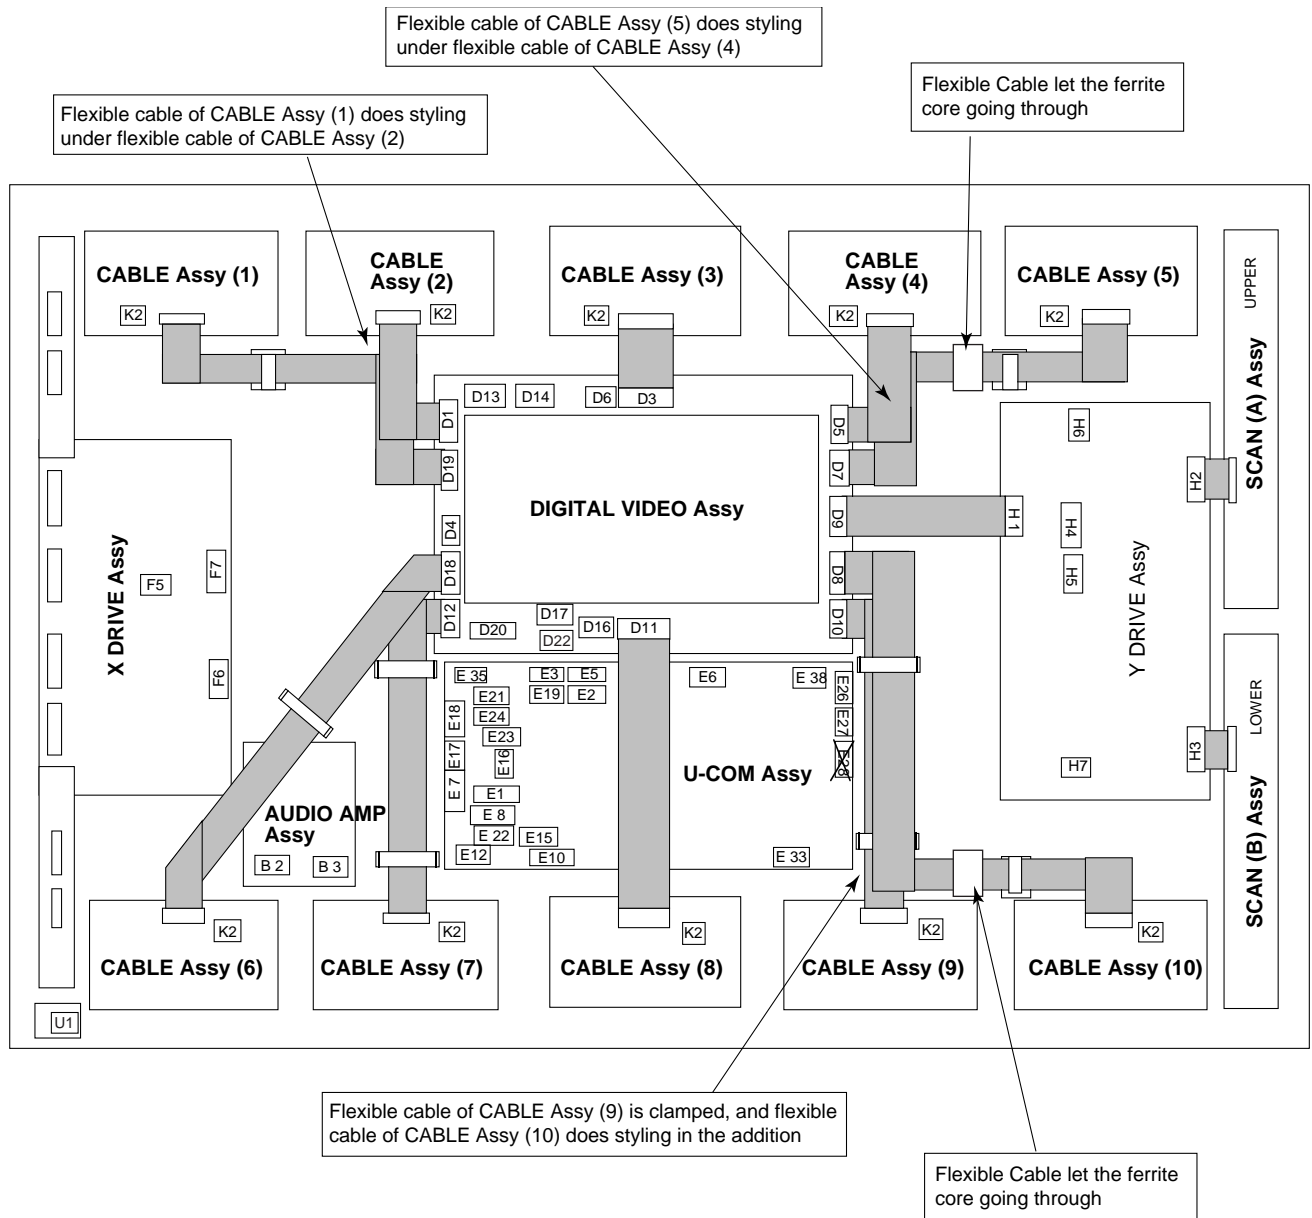 Flexible cable of CABLE Assy (5) does styling
under flexible cable of CABLE Assy (4)
Flexible Cable let the ferrite
core going through
Flexible cable of CABLE Assy (1) does styling
under flexible cable of CABLE Assy (2)
CABLE Assy (1)
K2
CABLE
Assy (2)
K2
CABLE Assy (3)
K2
CABLE
Assy (4)
K2
CABLE Assy (5)
K2
UPPER
SCAN (A) Assy
D13
D14
D6
D3
D1
D19
D4
D18
D12
D5
D7
D9
D8
D10
DIGITAL VIDEO Assy
D20
D17
D22
D16
D11
H 1
H6
H4
H5
H7
H2
H3
Y DRIVE Assy
X DRIVE Assy
F5
F7
F6
E 35
E3
E5
E6
E 38
E21
E19
E2
E26
E18
E24
E27
E23
E17
E16
E28
U-COM Assy
E 7
E1
E 8
E 22
E15
E12
E10
E 33
AUDIO AMP
Assy
B 2
B 3
LOWER
SCAN (B) Assy
K2
CABLE Assy (6)
K2
CABLE Assy (7)
K2
CABLE Assy (8)
K2
CABLE Assy (9)
K2
CABLE Assy (10)
U1
Flexible cable of CABLE Assy (9) is clamped, and flexible
cable of CABLE Assy (10) does styling in the addition
Flexible Cable let the ferrite
core going through